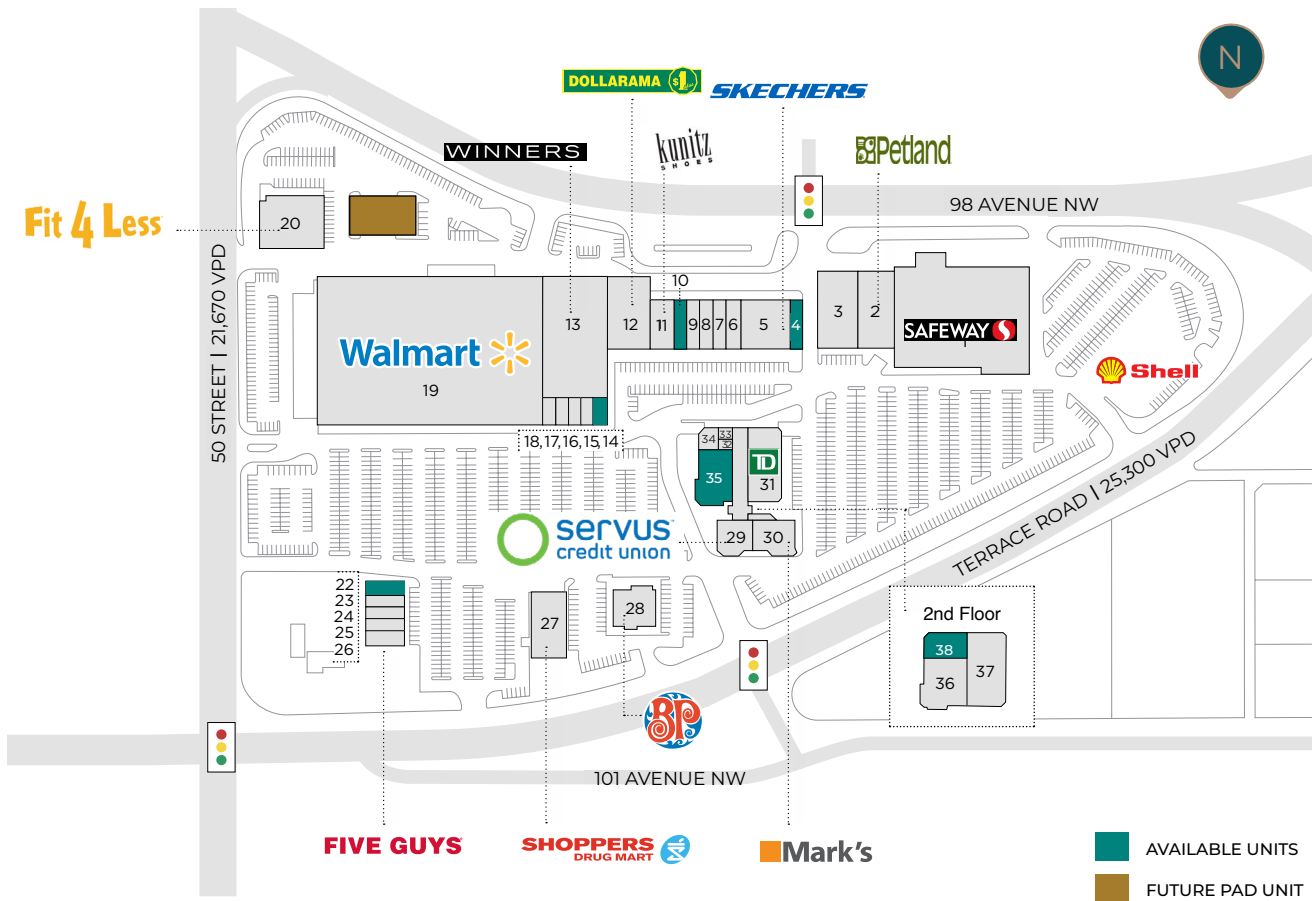 N
DOLLARAMA $1
SKECHERS
kunitz
SHOES
WINNERS
Petland
98 AVENUE NW
Fit 4 Less
20
50 STREET | 21,670 VPD
10
13
12
11
9
8
7
6
5
4
3
2
SAFEWAY
Walmart
19
1
Shell
18,17,16,15,14
34
33
35
TD
31
29
30
servus
credit union
TERRACE ROAD | 25,300 VPD
22
23
24
25
26
27
28
2nd Floor
38
36
37
BP
101 AVENUE NW
FIVE GUYS
SHOPPERS
DRUG MART
Mark's
AVAILABLE UNITS
FUTURE PAD UNIT